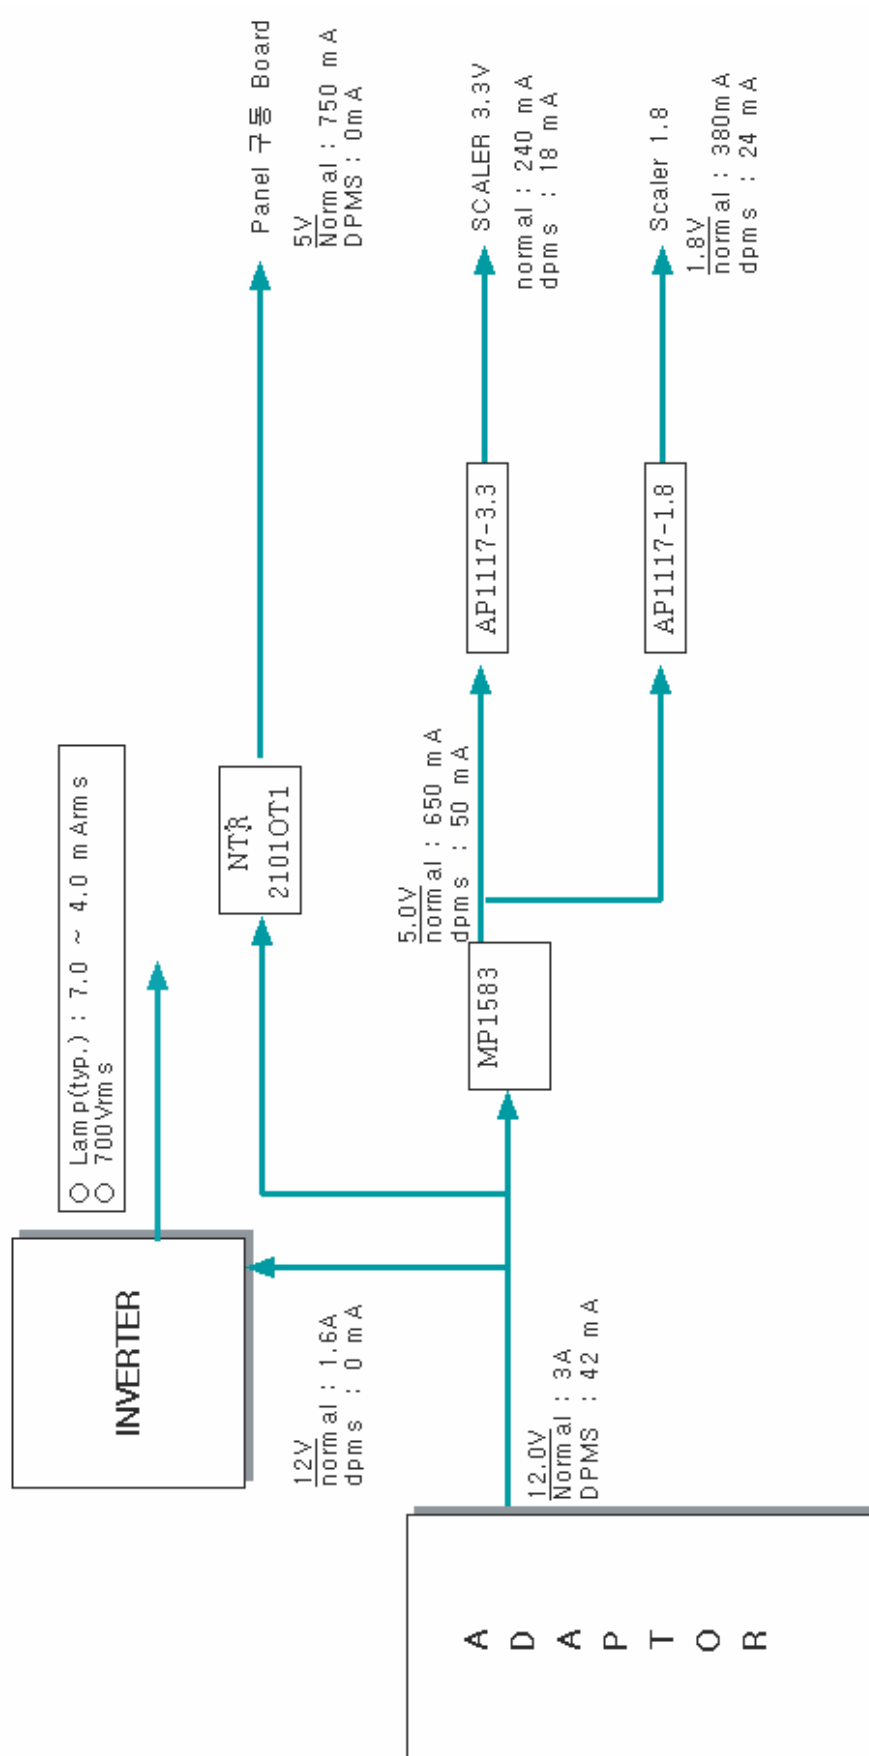 INVERTER
○ Lamp(typ.) : 7.0 ~ 4.0 mArms
○ 700Vrms
12V
normal : 1.6A
dpms : 0 mA
NTR
2101OT1
Panel 구동 Board
5V
Normal : 750 mA
DPMS : 0mA
ADAPTOR
12.0V
Normal : 3A
DPMS : 42 mA
MP1583
5.0V
normal : 650 mA
dpms : 50 mA
AP1117-3.3
SCALER 3.3V
normal : 240 mA
dpms : 18 mA
AP1117-1.8
Scaler 1.8
1.8V
normal : 380mA
dpms : 24 mA